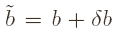 b̃ = b + δb